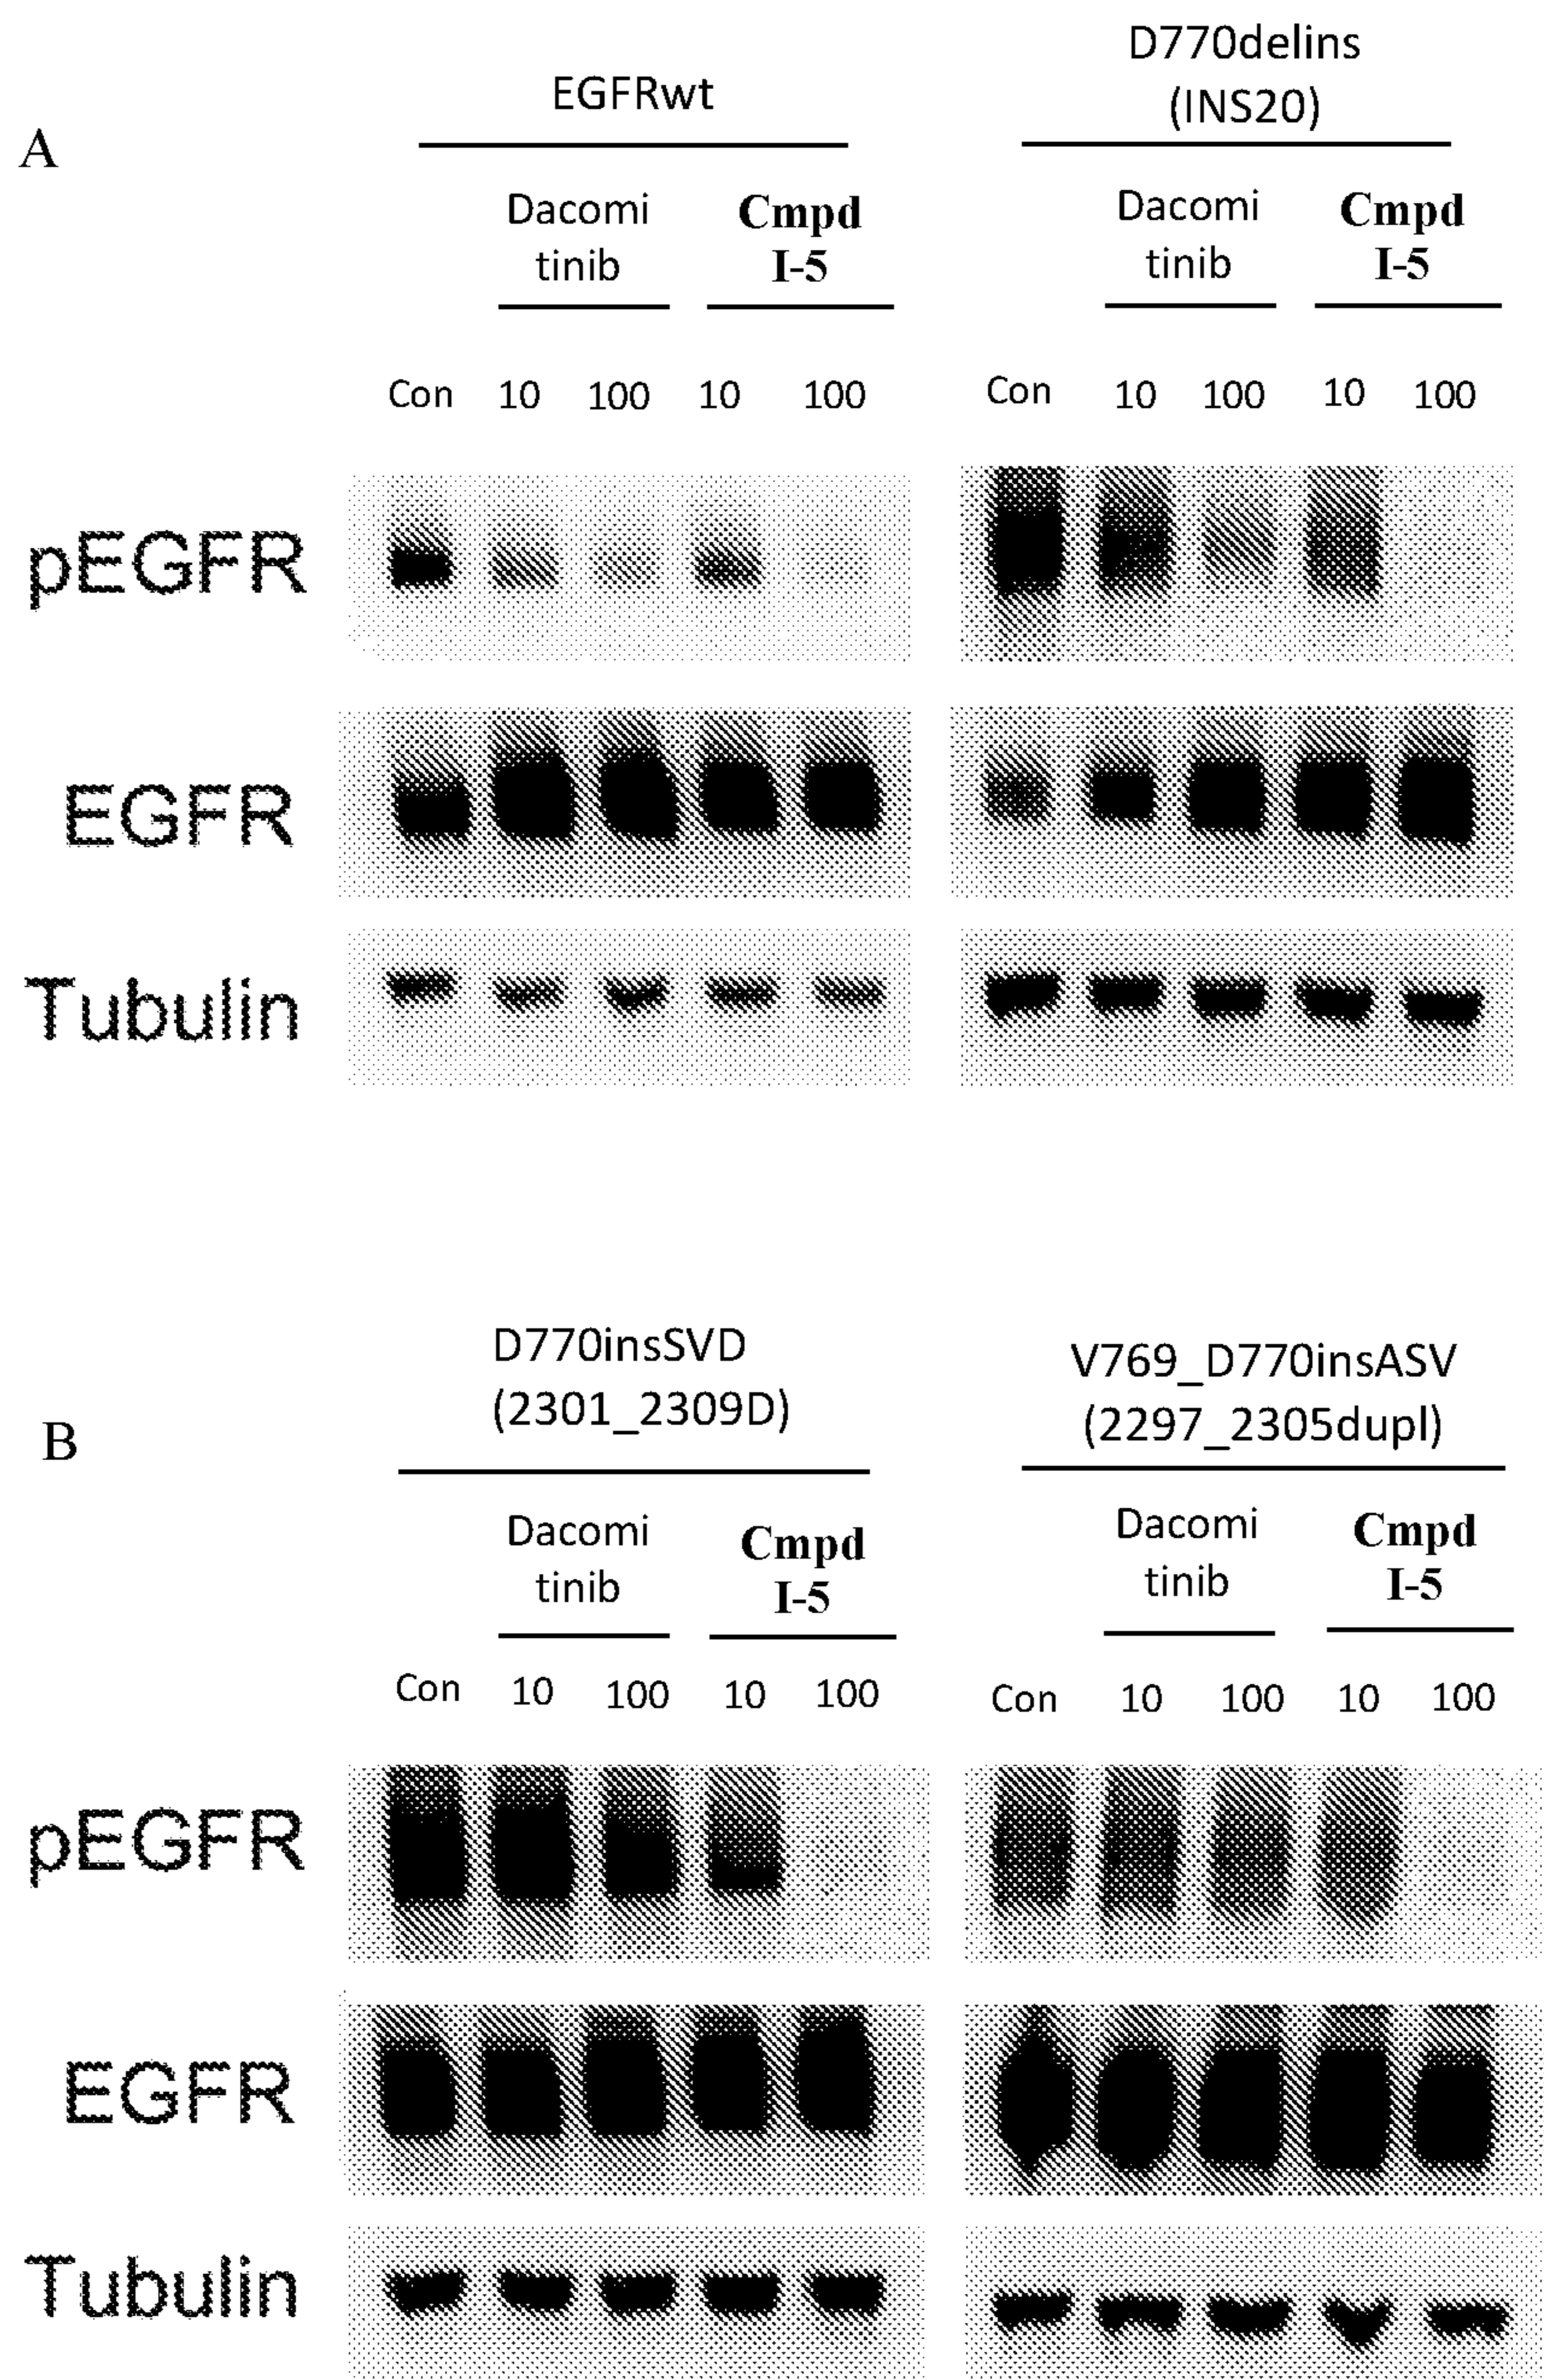 A
EGFRwt
D770delins
(INS20)
Dacomi
tinib
Cmpd
I-5
Dacomi
tinib
Cmpd
I-5
Con 10 100 10 100
Con 10 100 10 100
pEGFR
EGFR
Tubulin
B
D770insSVD
(2301_2309D)
V769_D770insASV
(2297_2305dupl)
Dacomi
tinib
Cmpd
I-5
Dacomi
tinib
Cmpd
I-5
Con 10 100 10 100
Con 10 100 10 100
pEGFR
EGFR
Tubulin